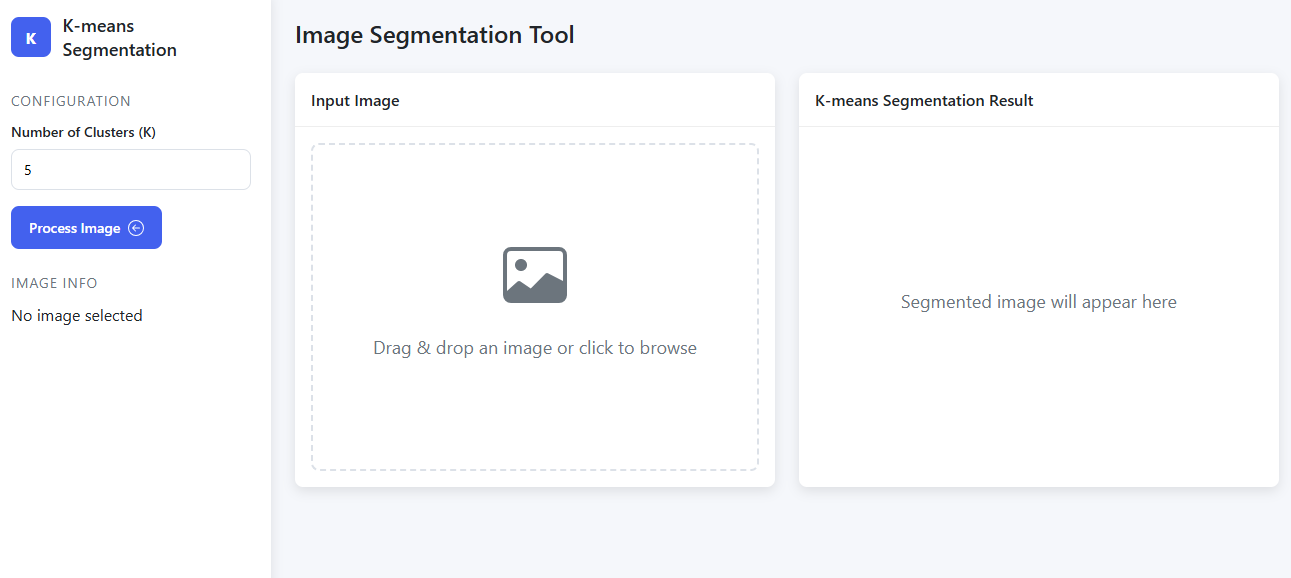 K
K-means
Segmentation
CONFIGURATION
Number of Clusters (K)
5
Process Image
IMAGE INFO
No image selected
Image Segmentation Tool
Input Image
Drag & drop an image or click to browse
K-means Segmentation Result
Segmented image will appear here